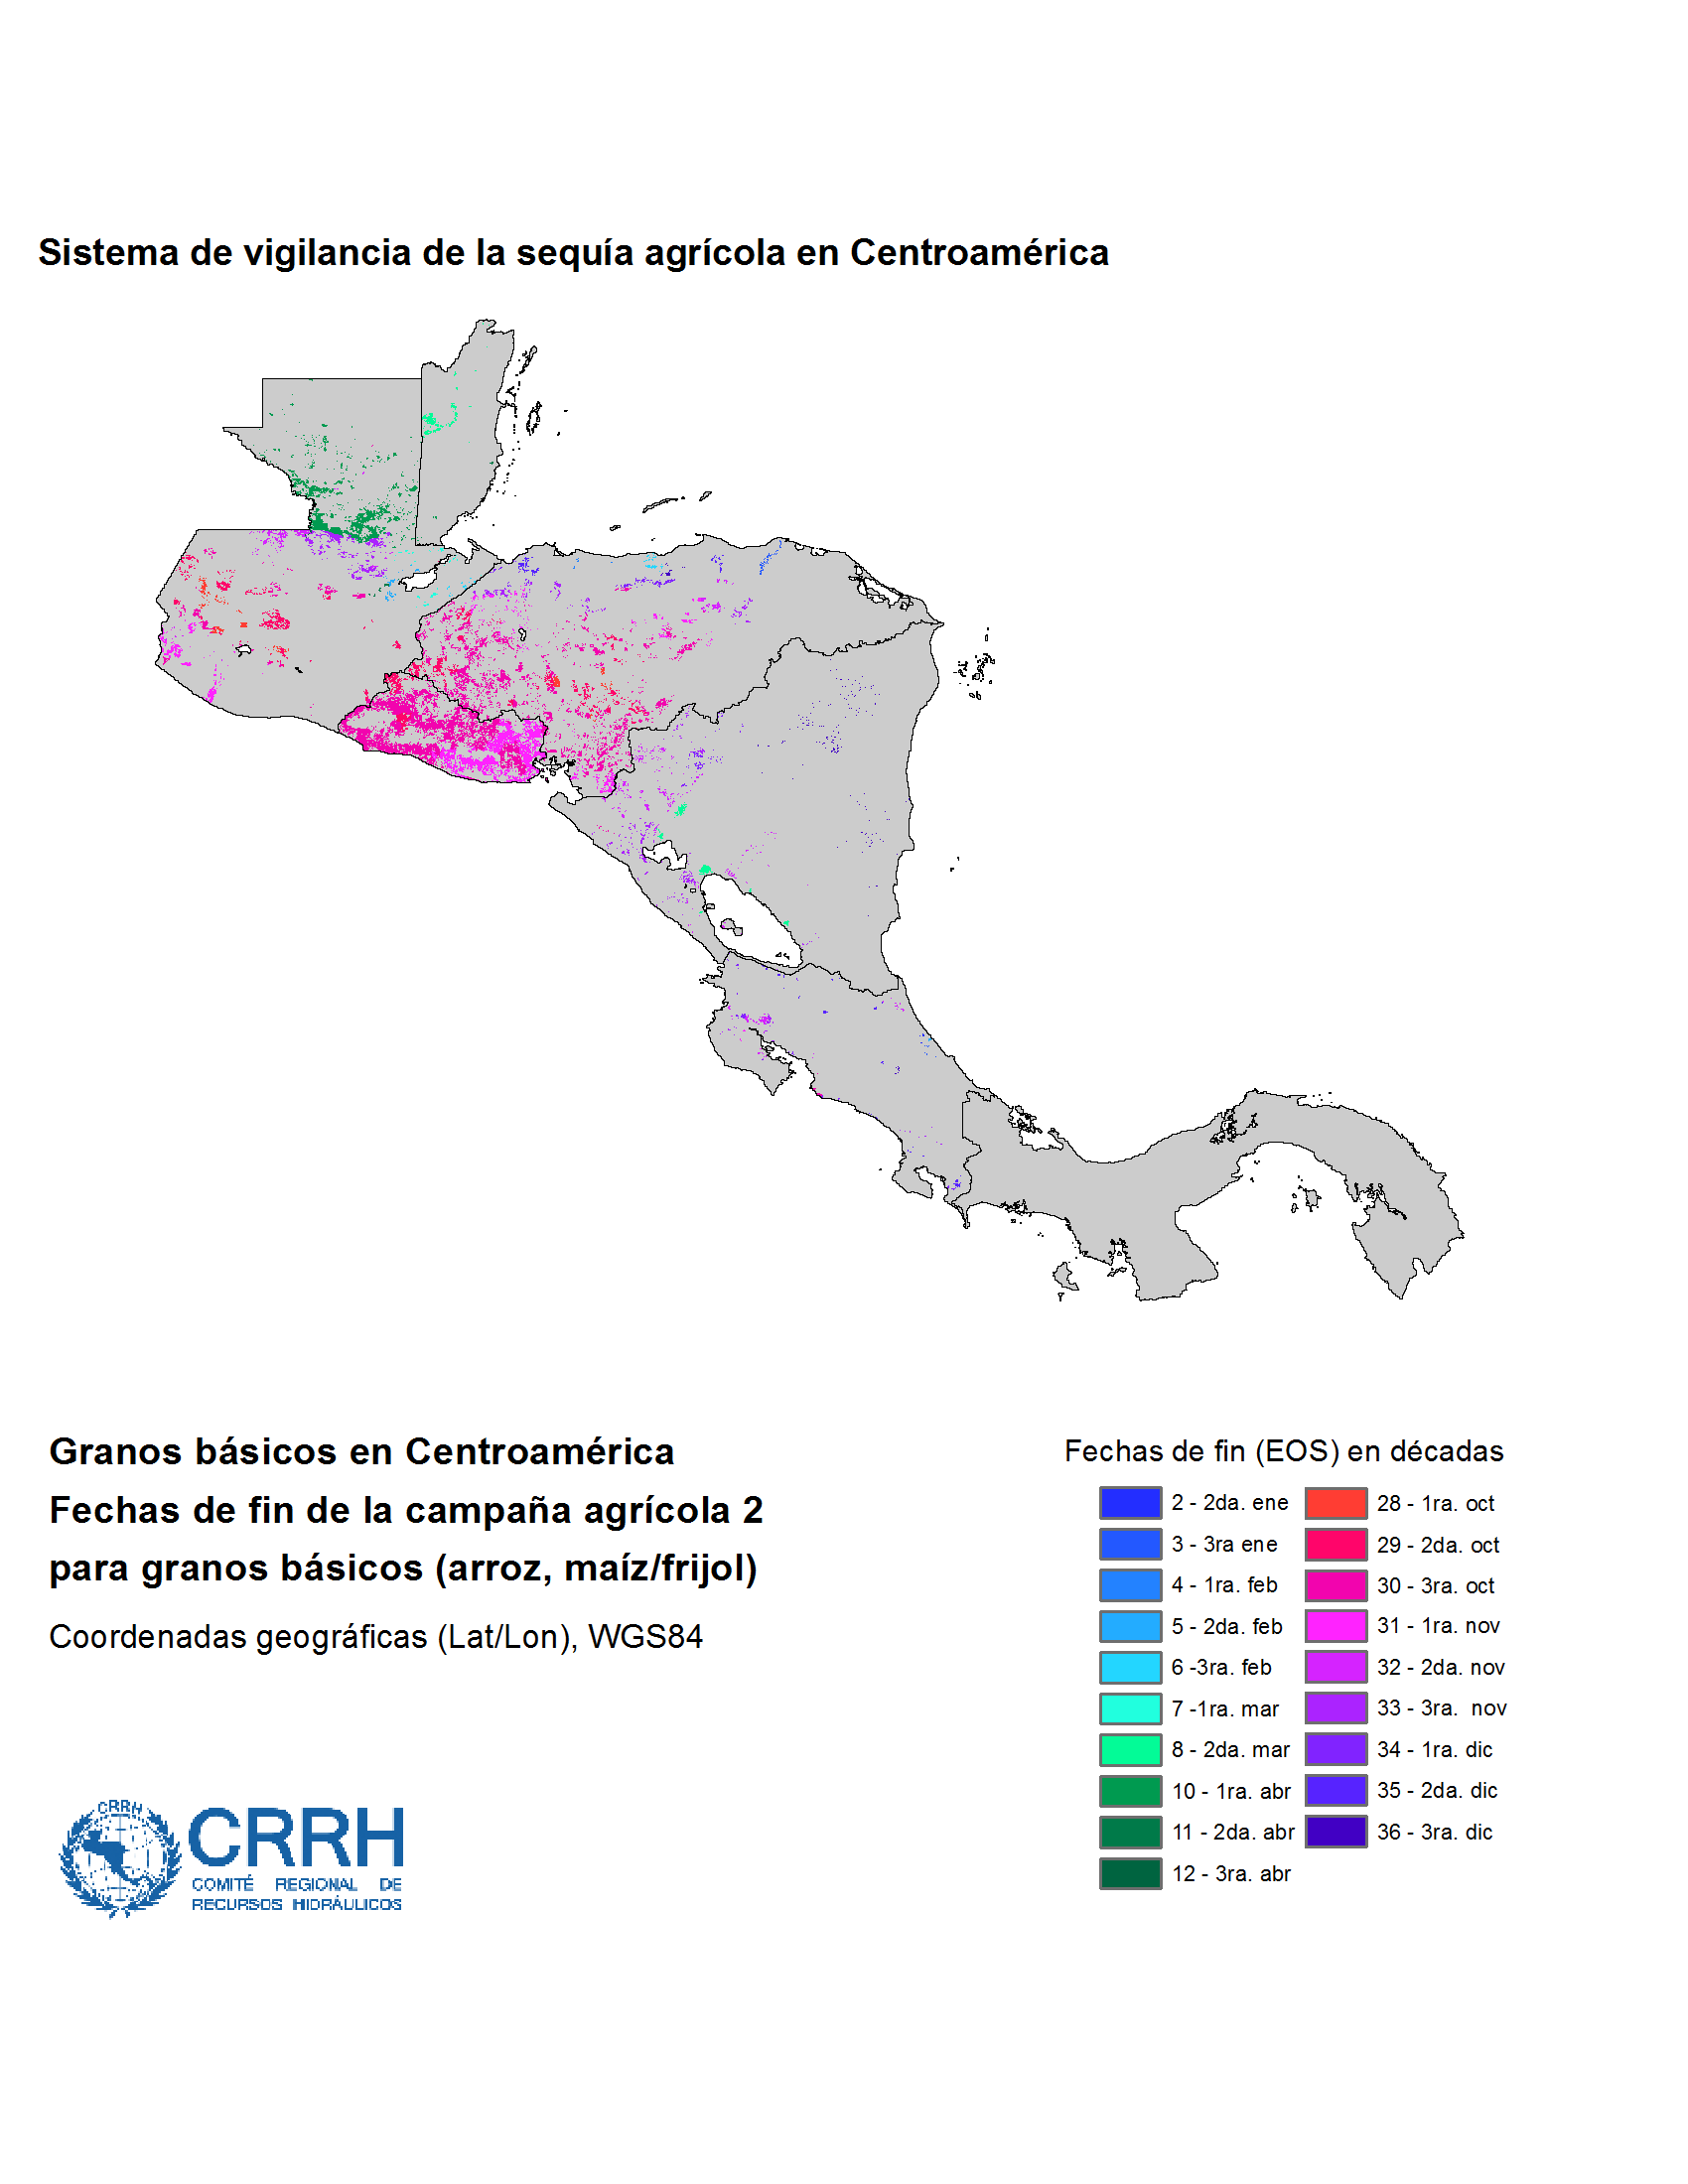 Sistema de vigilancia de la sequía agrícola en Centroamérica
Granos básicos en Centroamérica
Fechas de fin de la campaña agrícola 2
para granos básicos (arroz, maíz/frijol)
Coordenadas geográficas (Lat/Lon), WGS84
Fechas de fin (EOS) en décadas
2 - 2da. ene
3 - 3ra ene
4 - 1ra. feb
5 - 2da. feb
6 -3ra. feb
7 -1ra. mar
8 - 2da. mar
10 - 1ra. abr
11 - 2da. abr
12 - 3ra. abr
28 - 1ra. oct
29 - 2da. oct
30 - 3ra. oct
31 - 1ra. nov
32 - 2da. nov
33 - 3ra.  nov
34 - 1ra. dic
35 - 2da. dic
36 - 3ra. dic
CRRH
CRRH
COMITÉ REGIONAL DE
RECURSOS HIDRÁULICOS